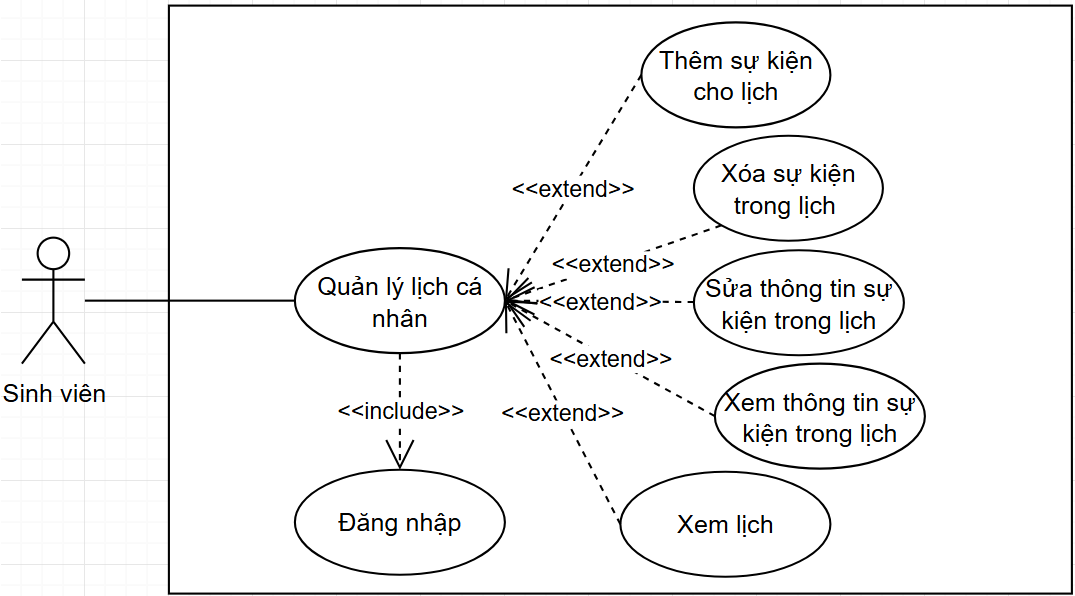 Thêm sự kiện
cho lịch
Xóa sự kiện
trong lịch
<<extend>>
<<extend>>
Quản lý lịch cá
nhân
<<extend>>
Sửa thông tin sự
kiện trong lịch
<<extend>>
Sinh viên
Xem thông tin sự
kiện trong lịch
<<include>>
<<extend>>
Đăng nhập
Xem lịch